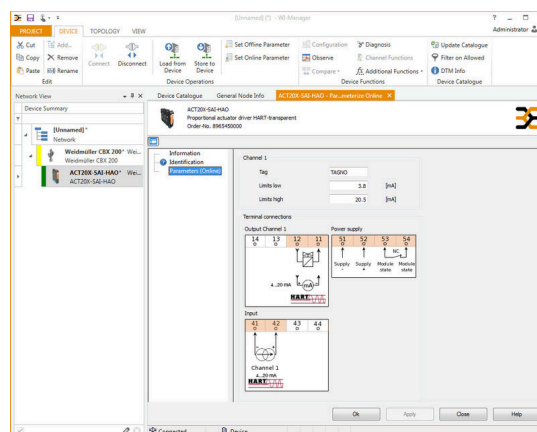 [Unnamed] (*) - WI-Manager
PROJECT DEVICE TOPOLOGY VIEW Administrator
Cut Add... Set Offline Parameter Configuration Diagnosis Update Catalogue
Copy Remove Connect Disconnect Load from Device Store to Device Set Online Parameter Observe Channel Functions Filter on Allowed
Paste Rename Compare Additional Functions DTM Info
Edit Device Operations Device Functions Device Catalogue
Network View
Device Summary
[Unnamed]*
Network
Weidmüller CBX 200* Wei...
Weidmüller CBX 200
ACT20X-SAI-HAO* Wei...
ACT20X-SAI-HAO
Device Catalogue General Node Info ACT20X-SAI-HAO - Par...meterice Online
ACT20X-SAI-HAO
Proportional actuator driver HART-transparent
Order-No. 8965450000
Information
Identification
Parameters (Online)
Channel 1
Tag TAGNO
Limits low 3.8 [mA]
Limits high 20.5 [mA]
Terminal connections
Output Channel 1 Power supply
14 13 12 11 51 52 53 54
NC
Supply - Supply + Module state Module state
4...20 mA mA
HART
Input
41 42 43 44
Channel 1
4...20 mA
HART
Ok Apply Close Help
Connected Device